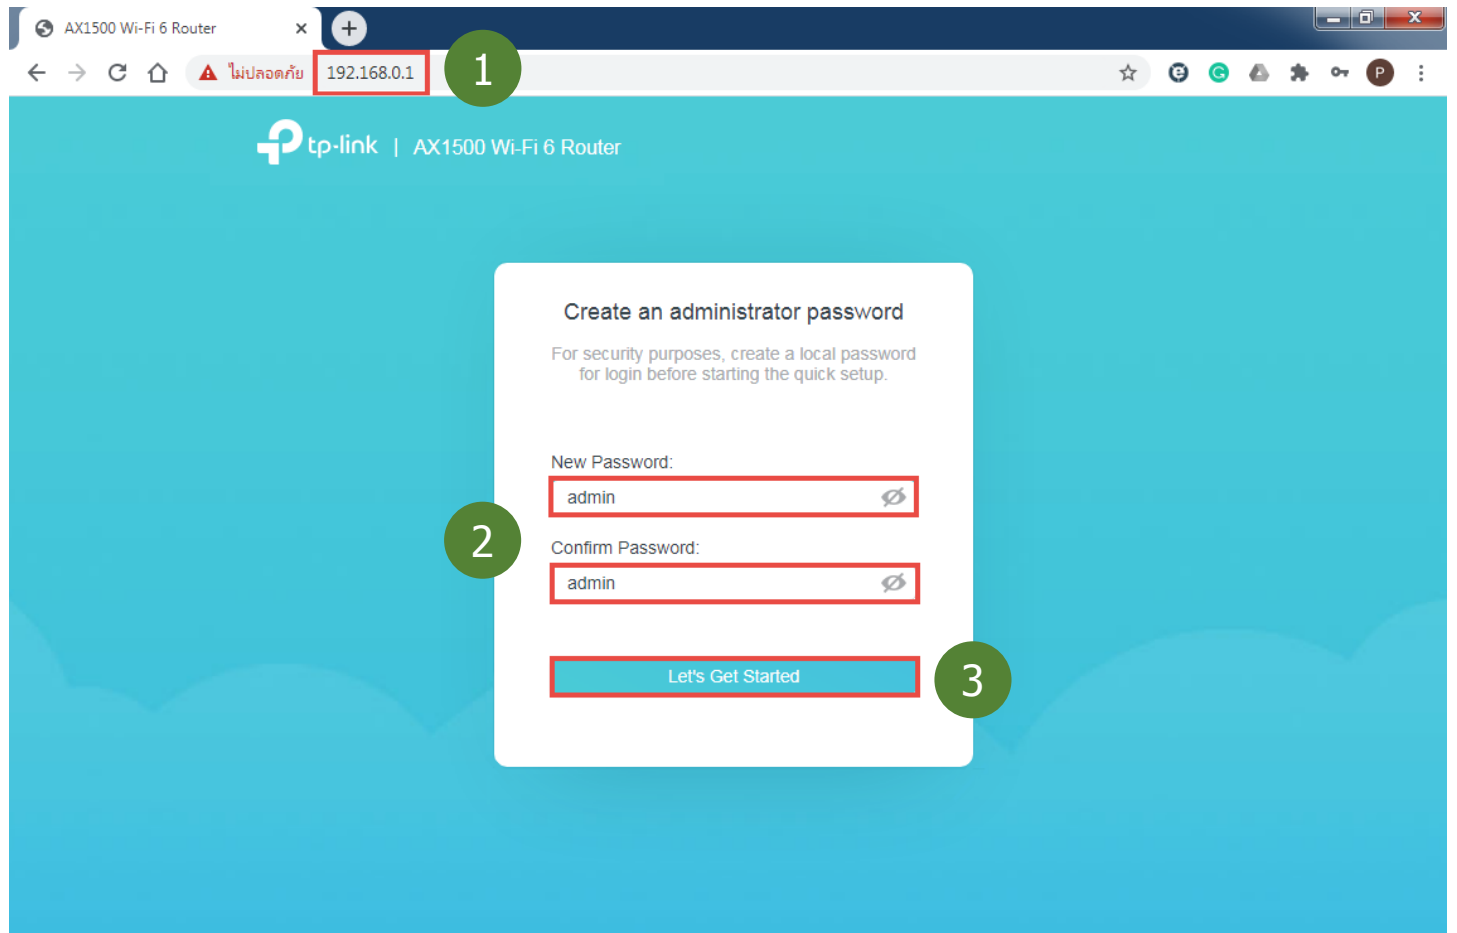 AX1500 Wi-Fi 6 Router
ไม่ปลอดภัย 192.168.0.1
1
P
tp-link | AX1500 Wi-Fi 6 Router
Create an administrator password
For security purposes, create a local password
for login before starting the quick setup.
New Password:
admin
2
Confirm Password:
admin
Let's Get Started
3